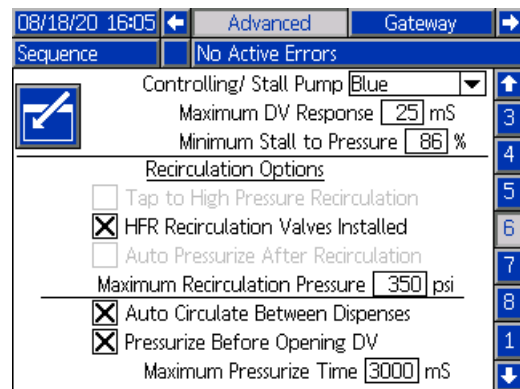 08/18/20 16:05 Advanced Gateway
Sequence No Active Errors
Controlling/ Stall Pump Blue
Maximum DV Response 25 mS
Minimum Stall to Pressure 86 %
Recirculation Options
Tap to High Pressure Recirculation
HFR Recirculation Valves Installed
Auto Pressurize After Recirculation
Maximum Recirculation Pressure 350 psi
Auto Circulate Between Dispenses
Pressurize Before Opening DV
Maximum Pressurize Time 3000 mS
3
4
5
6
7
8
1